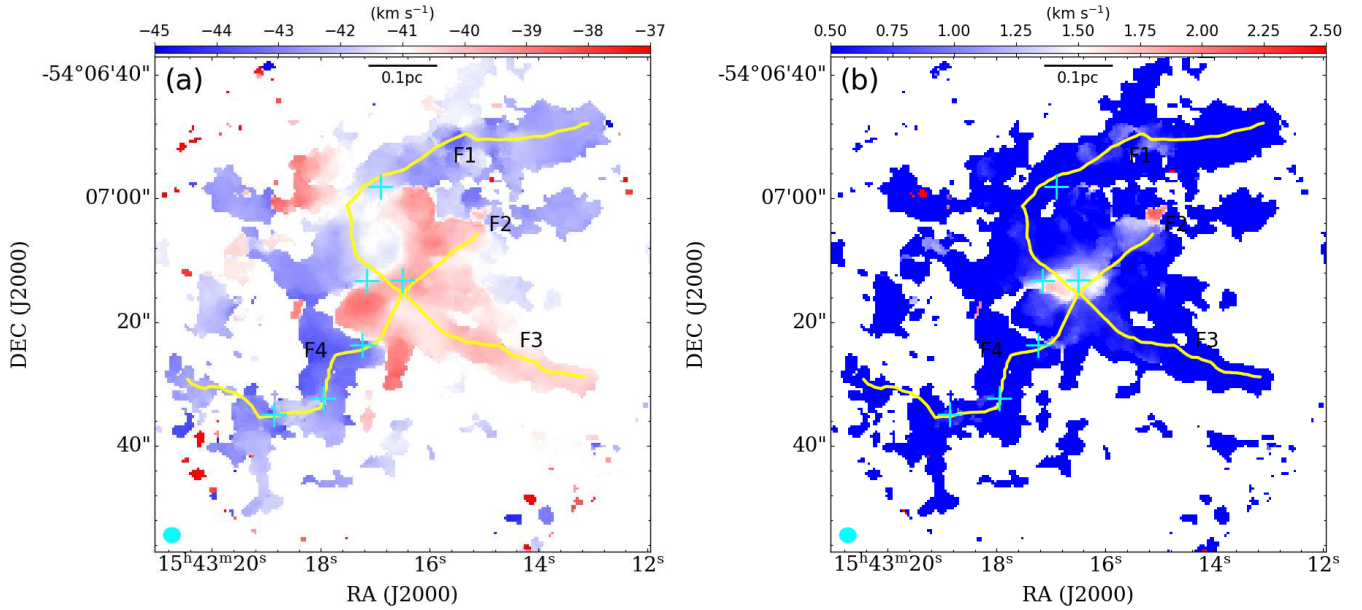 (km s⁻¹)
−45 −44 −43 −42 −41 −40 −39 −38 −37
(a)
0.1pc
-54°06'40"
07'00"
20"
40"
F1
F2
F3
F4
DEC (J2000)
15ʰ43ᵐ20ˢ 18ˢ 16ˢ 14ˢ 12ˢ
RA (J2000)
(km s⁻¹)
0.50 0.75 1.00 1.25 1.50 1.75 2.00 2.25 2.50
(b)
0.1pc
-54°06'40"
07'00"
20"
40"
F1
F2
F3
F4
DEC (J2000)
15ʰ43ᵐ20ˢ 18ˢ 16ˢ 14ˢ 12ˢ
RA (J2000)